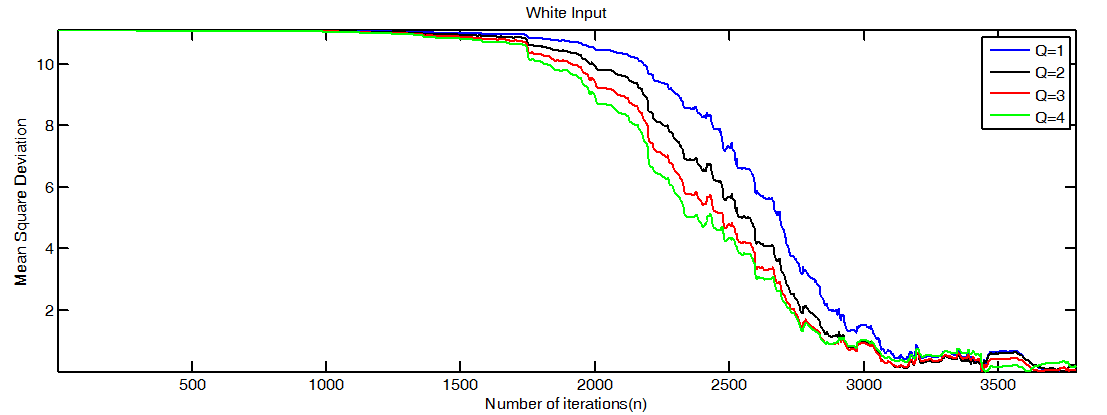 White Input
Mean Square Deviation
10
8
6
4
2
Q=1
Q=2
Q=3
Q=4
500
1000
1500
2000
2500
3000
3500
Number of iterations(n)